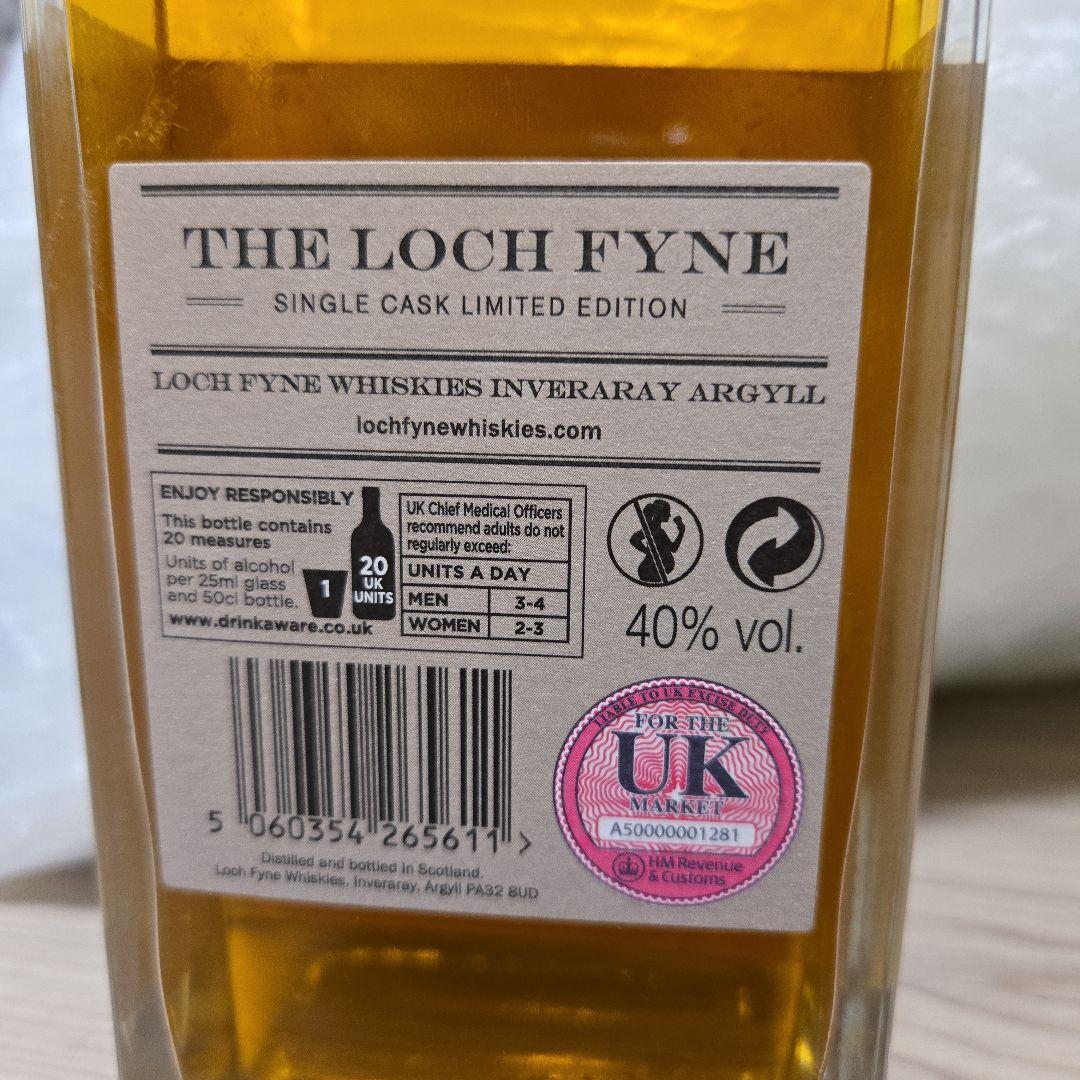 THE LOCH FYNE
SINGLE CASK LIMITED EDITION
LOCH FYNE WHISKIES INVERARAY ARGYLL
lochfynewhiskies.com
ENJOY RESPONSIBLY
This bottle contains
20 measures
Units of alcohol
per 25ml glass
and 50cl bottle.
1
20
UK
UNITS
www.drinkaware.co.uk
UK Chief Medical Officers
recommend adults do not
regularly exceed:
UNITS A DAY
MEN 3-4
WOMEN 2-3
40% vol.
5 060354 265611 >
Distilled and bottled in Scotland.
Loch Fyne Whiskies, Inveraray, Argyll PA32 8UD
LIABLE TO UK EXCISE DUTY
FOR THE
UK
MARKET
A50000001281
HM Revenue
& Customs